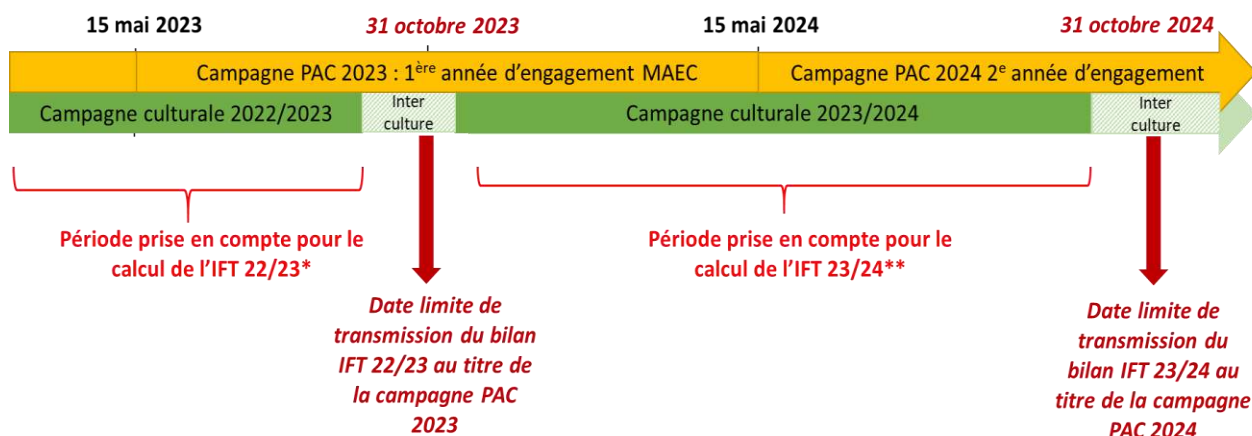 15 mai 2023
31 octobre 2023
15 mai 2024
31 octobre 2024
Campagne PAC 2023 : 1ère année d'engagement MAEC
Campagne PAC 2024 2e année d'engagement
Campagne culturale 2022/2023
Inter
culture
Campagne culturale 2023/2024
Inter
culture
Période prise en compte pour le
calcul de l'IFT 22/23*
Période prise en compte pour le
calcul de l'IFT 23/24**
Date limite de
transmission du bilan
IFT 22/23 au titre de
la campagne PAC
2023
Date limite de
transmission du
bilan IFT 23/24 au
titre de la campagne
PAC 2024